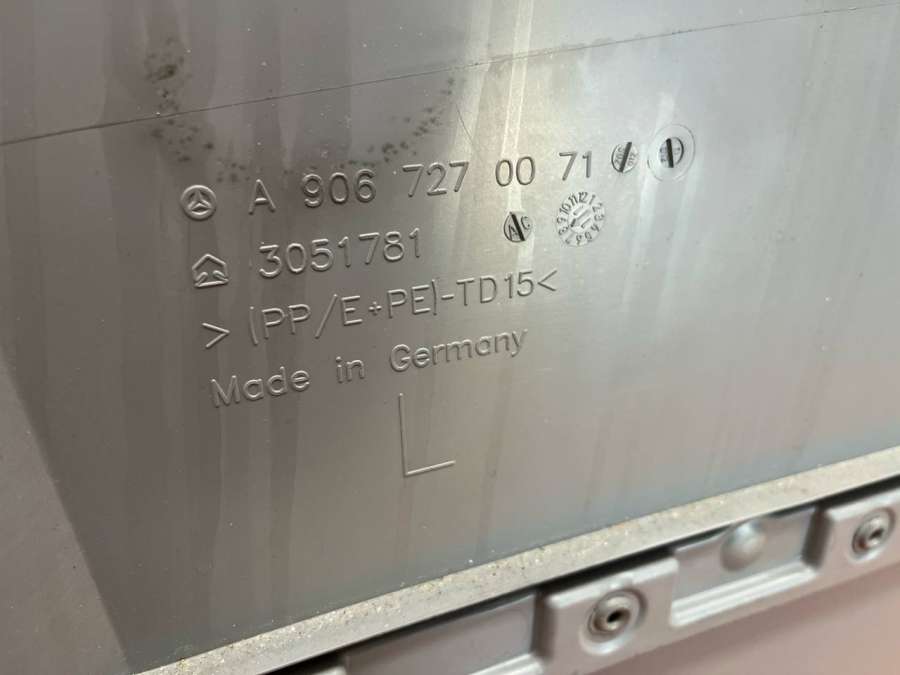 A 906 727 00 71
3051781
>(PP/E+PE)-TD15<
Made in Germany
L